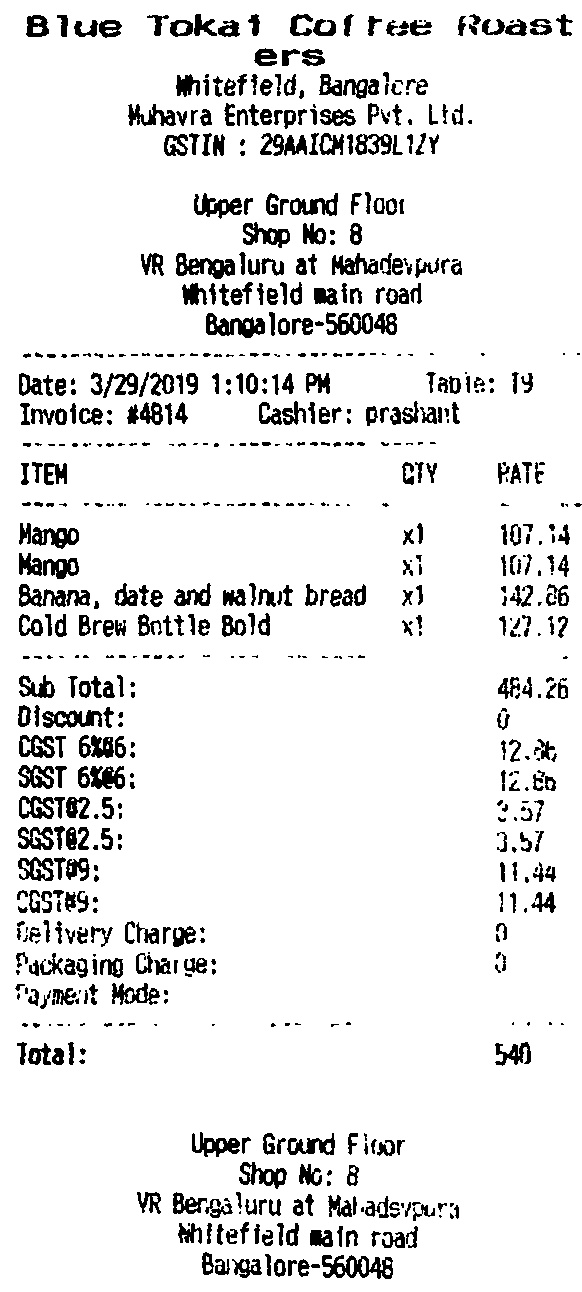 Blue Tokai Coffee Roast
ers
Whitefield, Bangalore
Muhavra Enterprises Pvt. Ltd.
GSTIN : 29AAICM1839L1ZY
Upper Ground Floor
Shop No: 8
VR Bengaluru at Mahadevpura
Whitefield main road
Bangalore-560048
Date: 3/29/2019 1:10:14 PM Table: T9
Invoice: #4814 Cashier: prashant
ITEM QTY RATE
Mango x1 107.14
Mango x1 107.14
Banana, date and walnut bread x1 142.86
Cold Brew Bottle Bold x1 127.12
Sub Total: 484.26
Discount: 0
CGST 6%@6: 12.86
SGST 6%@6: 12.86
CGST@2.5: 3.57
SGST@2.5: 3.57
SGST@9: 11.44
CGST@9: 11.44
Delivery Charge: 0
Packaging Charge: 0
Payment Mode:
Total: 540
Upper Ground Floor
Shop No: 8
VR Bengaluru at Mahadevpura
Whitefield main road
Bangalore-560048